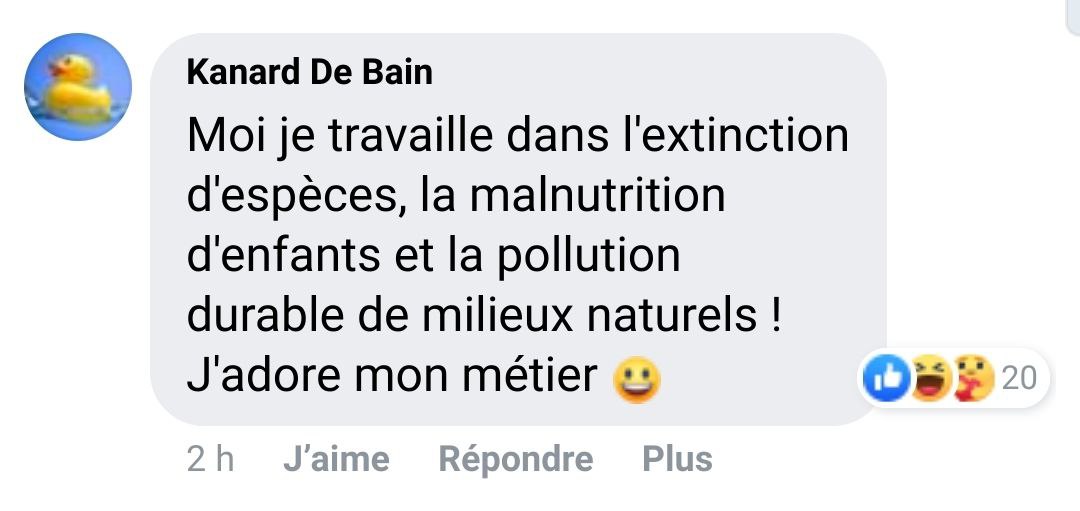 Kanard De Bain
Moi je travaille dans l'extinction
d'espèces, la malnutrition
d'enfants et la pollution
durable de milieux naturels !
J'adore mon métier 😀
20
2 h J’aime Répondre Plus